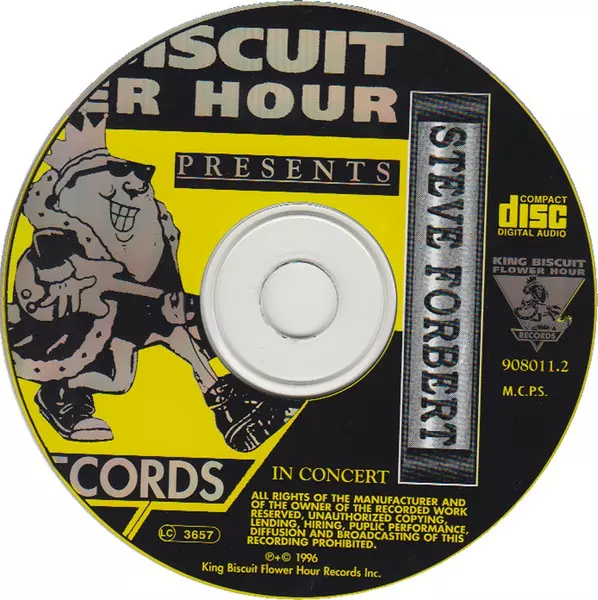 BISCUIT
ER HOUR
PRESENTS
STEVE FORBERT
COMPACT
disc
DIGITAL AUDIO
KING BISCUIT
FLOWER HOUR
RECORDS
908011.2
M.C.P.S.
CORDS
IN CONCERT
ALL RIGHTS OF THE MANUFACTURER AND
OF THE OWNER OF THE RECORDED WORK
RESERVED, UNAUTHORIZED COPYING,
LENDING, HIRING, PUPLIC PERFORMANCE,
DIFFUSION AND BROADCASTING OF THIS
RECORDING PROHIBITED.
LC 3657
℗+© 1996
King Biscuit Flower Hour Records Inc.